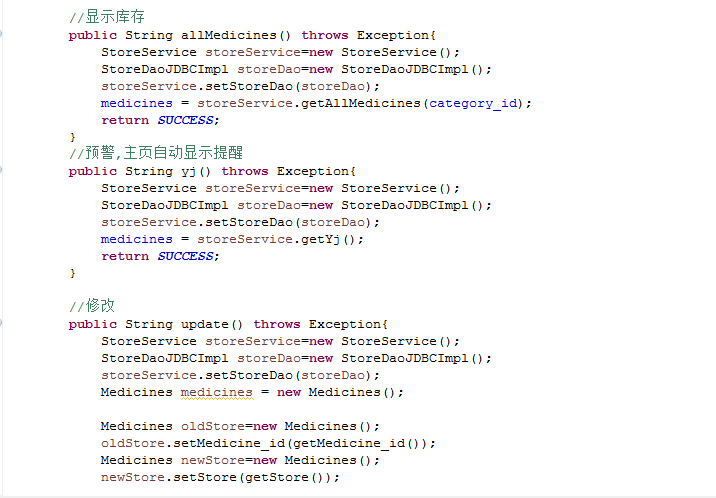 //显示库存
public String allMedicines() throws Exception{
StoreService storeService=new StoreService();
StoreDaoJDBCImpl storeDao=new StoreDaoJDBCImpl();
storeService.setStoreDao(storeDao);
medicines = storeService.getAllMedicines(category_id);
return SUCCESS;
}
//预警,主页自动显示提醒
public String yj() throws Exception{
StoreService storeService=new StoreService();
StoreDaoJDBCImpl storeDao=new StoreDaoJDBCImpl();
storeService.setStoreDao(storeDao);
medicines = storeService.getYj();
return SUCCESS;
}
//修改
public String update() throws Exception{
StoreService storeService=new StoreService();
StoreDaoJDBCImpl storeDao=new StoreDaoJDBCImpl();
storeService.setStoreDao(storeDao);
Medicines medicines = new Medicines();
Medicines oldStore=new Medicines();
oldStore.setMedicine_id(getMedicine_id());
Medicines newStore=new Medicines();
newStore.setStore(getStore());